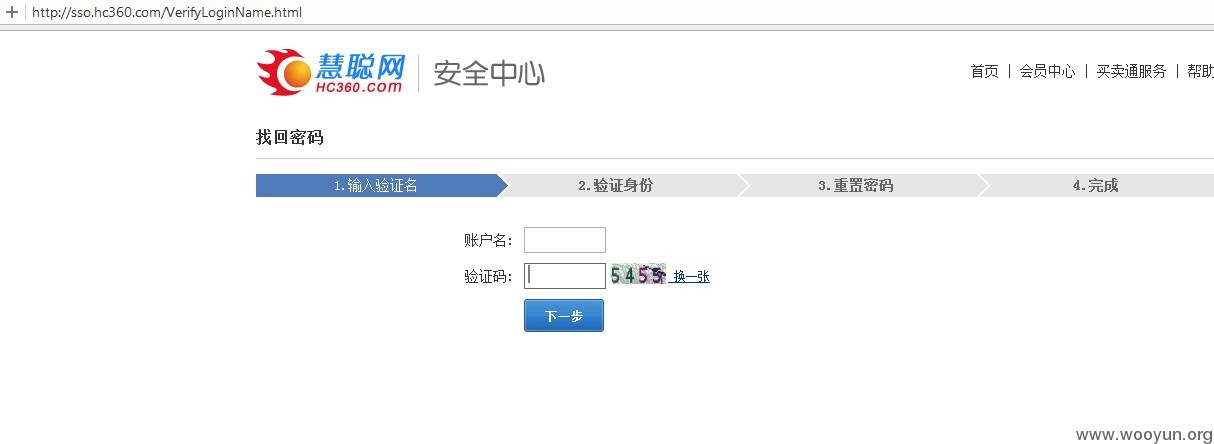 http://sso.hc360.com/VerifyLoginName.html
慧聪网
HC360.com
安全中心
首页 | 会员中心 | 买卖通服务 | 帮助
找回密码
1.输入验证名
2.验证身份
3.重置密码
4.完成
账户名:
验证码: 5455 换一张
下一步
www.wooyun.org